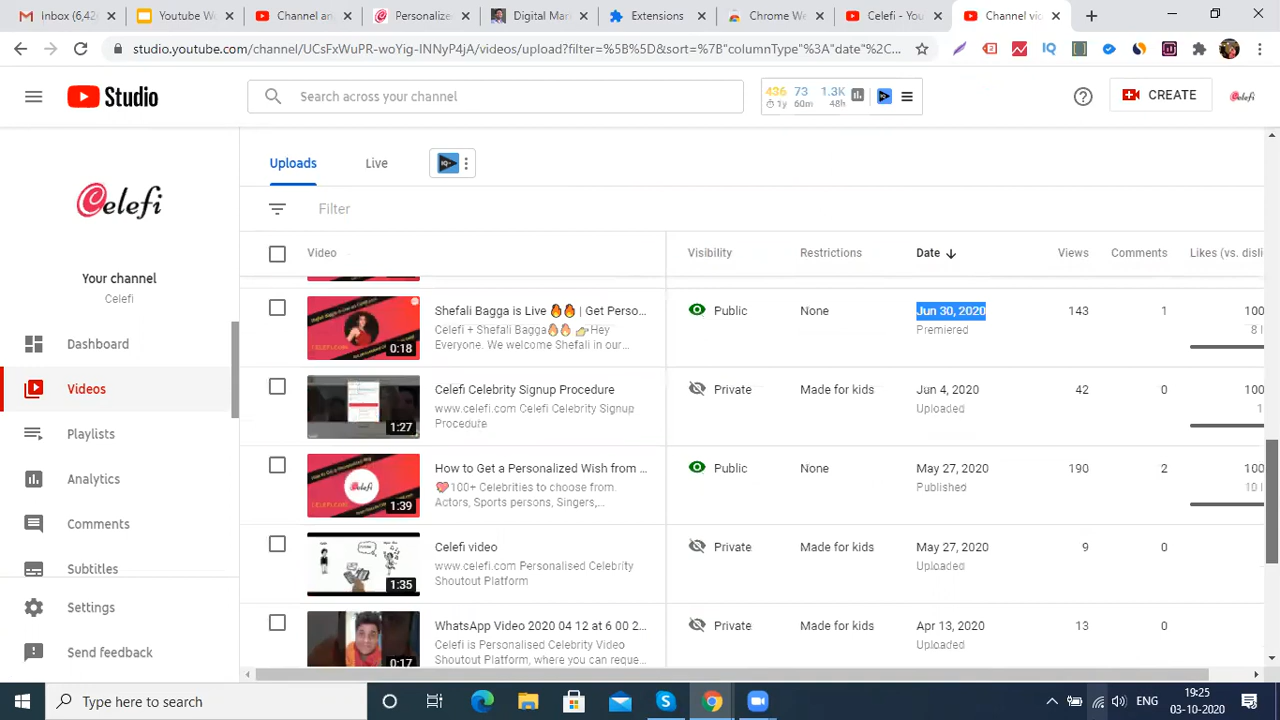 Inbox (6,42
Youtube Wo
Channel an
Personalize
Digital Man
Extensions
Chrome We
Celefi - You
Channel vi
studio.youtube.com/channel/UCsFxWuPR-woYig-INNyP4jA/videos/upload?filter=%5B%5D&sort=%7B"columnType"%3A"date"%2C...
Studio
Search across your channel
436 73 1.3K
1y 60m 48h
CREATE
Celefi
Celefi
Your channel
Celefi
Dashboard
Videos
Playlists
Analytics
Comments
Subtitles
Settings
Send feedback
Uploads Live
Filter
Video Visibility Restrictions Date Views Comments Likes (vs. disli
Shefali Bagga is Live 🔥🔥 | Get Perso... Public None Jun 30, 2020 143 1 100
Celefi + Shefali Bagga🔥🔥 👉Hey Premiered 8 l
Everyone. We welcome Shefali in our...
0:18
Celefi Celebrity Signup Procedure Private Made for kids Jun 4, 2020 42 0
www.celefi.com Celefi Celebrity Signup Uploaded
Procedure
1:27
How to Get a Personalized Wish from ... Public None May 27, 2020 190 2 100
💗100+ Celebrities to choose from. Published 10 l
Actors, Sports persons, Singers,...
1:39
Celefi video Private Made for kids May 27, 2020 9 0
www.celefi.com Personalised Celebrity Uploaded
Shoutout Platform
1:35
WhatsApp Video 2020 04 12 at 6 00 2... Private Made for kids Apr 13, 2020 13 0
Celefi is Personalised Celebrity Video Uploaded
Shoutout Platform, where you can reque...
0:17
Type here to search
ENG
19:25
03-10-2020